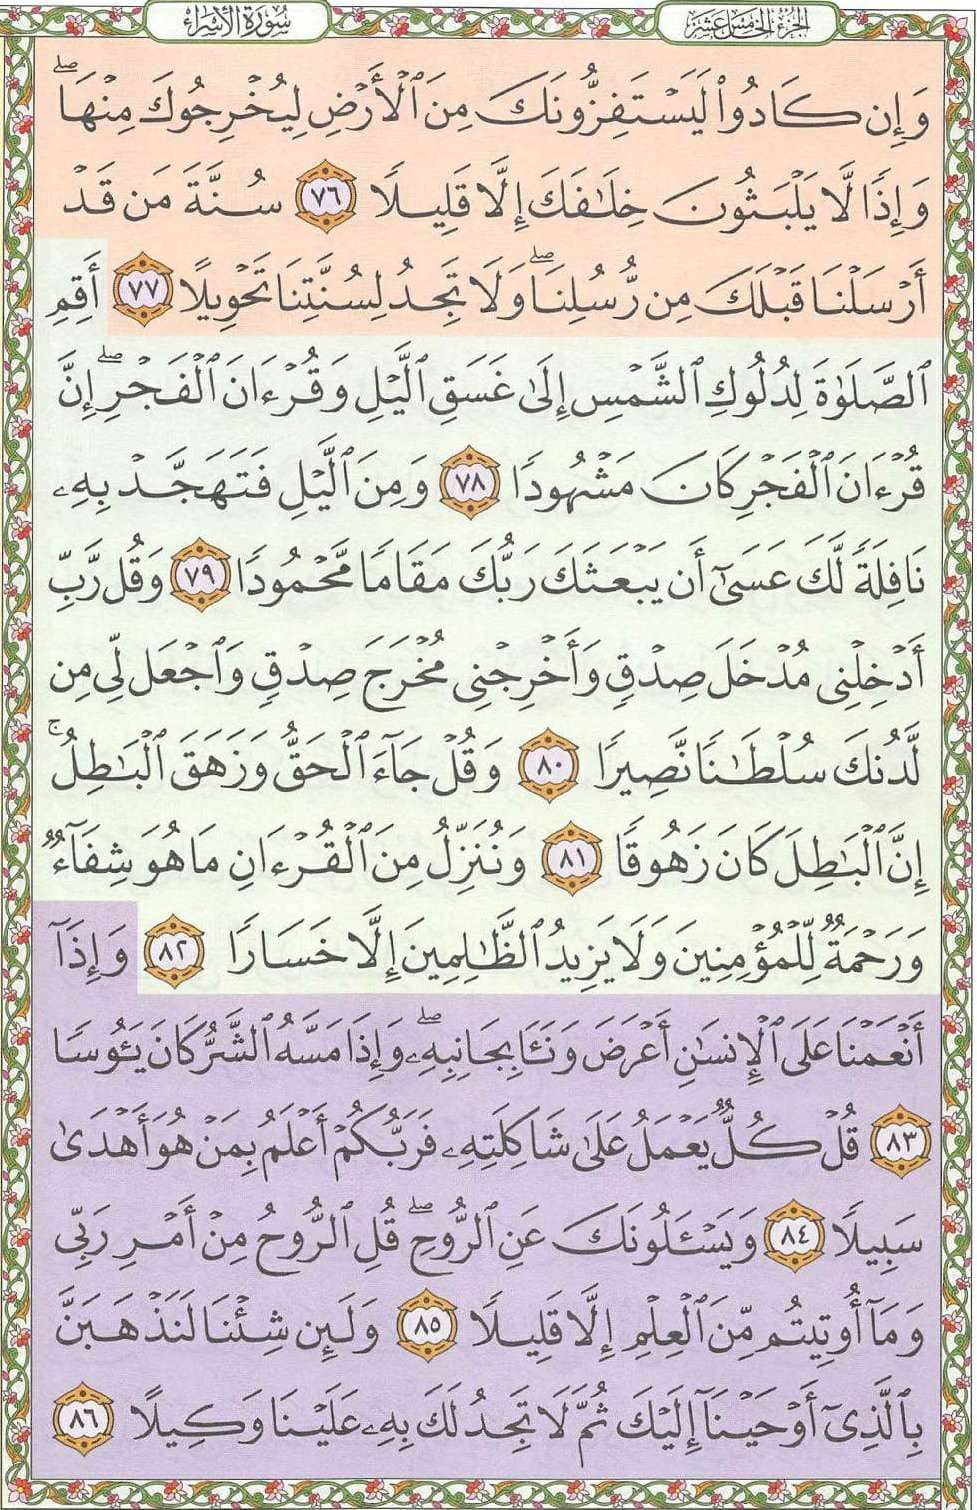 الجزء الخامس عشر
سورة الإسراء
وَإِن كَادُوا۟ لَيَسْتَفِزُّونَكَ مِنَ ٱلْأَرْضِ لِيُخْرِجُوكَ مِنْهَا ۖ
وَإِذًا لَّا يَلْبَثُونَ خِلَٰفَكَ إِلَّا قَلِيلًا ٧٦ سُنَّةَ مَن قَدْ
أَرْسَلْنَا قَبْلَكَ مِن رُّسُلِنَا ۖ وَلَا تَجِدُ لِسُنَّتِنَا تَحْوِيلًا ٧٧ أَقِمِ
ٱلصَّلَوٰةَ لِدُلُوكِ ٱلشَّمْسِ إِلَىٰ غَسَقِ ٱلَّيْلِ وَقُرْءَانَ ٱلْفَجْرِ ۖ إِنَّ
قُرْءَانَ ٱلْفَجْرِ كَانَ مَشْهُودًا ٧٨ وَمِنَ ٱلَّيْلِ فَتَهَجَّدْ بِهِۦ
نَافِلَةً لَّكَ عَسَىٰٓ أَن يَبْعَثَكَ رَبُّكَ مَقَامًا مَّحْمُودًا ٧٩ وَقُل رَّبِّ
أَدْخِلْنِى مُدْخَلَ صِدْقٍ وَأَخْرِجْنِى مُخْرَجَ صِدْقٍ وَٱجْعَل لِّى مِن
لَّدُنكَ سُلْطَٰنًا نَّصِيرًا ٨٠ وَقُلْ جَآءَ ٱلْحَقُّ وَزَهَقَ ٱلْبَٰطِلُ ۚ
إِنَّ ٱلْبَٰطِلَ كَانَ زَهُوقًا ٨١ وَنُنَزِّلُ مِنَ ٱلْقُرْءَانِ مَا هُوَ شِفَآءٌ
وَرَحْمَةٌ لِّلْمُؤْمِنِينَ وَلَا يَزِيدُ ٱلظَّٰلِمِينَ إِلَّا خَسَارًا ٨٢ وَإِذَآ
أَنْعَمْنَا عَلَى ٱلْإِنسَٰنِ أَعْرَضَ وَنَـَٔا بِجَانِبِهِۦ ۖ وَإِذَا مَسَّهُ ٱلشَّرُّ كَانَ يَـُٔوسًا
٨٣ قُلْ كُلٌّ يَعْمَلُ عَلَىٰ شَاكِلَتِهِۦ فَرَبُّكُمْ أَعْلَمُ بِمَنْ هُوَ أَهْدَىٰ
سَبِيلًا ٨٤ وَيَسْـَٔلُونَكَ عَنِ ٱلرُّوحِ ۖ قُلِ ٱلرُّوحُ مِنْ أَمْرِ رَبِّى
وَمَآ أُوتِيتُم مِّنَ ٱلْعِلْمِ إِلَّا قَلِيلًا ٨٥ وَلَئِن شِئْنَا لَنَذْهَبَنَّ
بِٱلَّذِىٓ أَوْحَيْنَآ إِلَيْكَ ثُمَّ لَا تَجِدُ لَكَ بِهِۦ عَلَيْنَا وَكِيلًا ٨٦